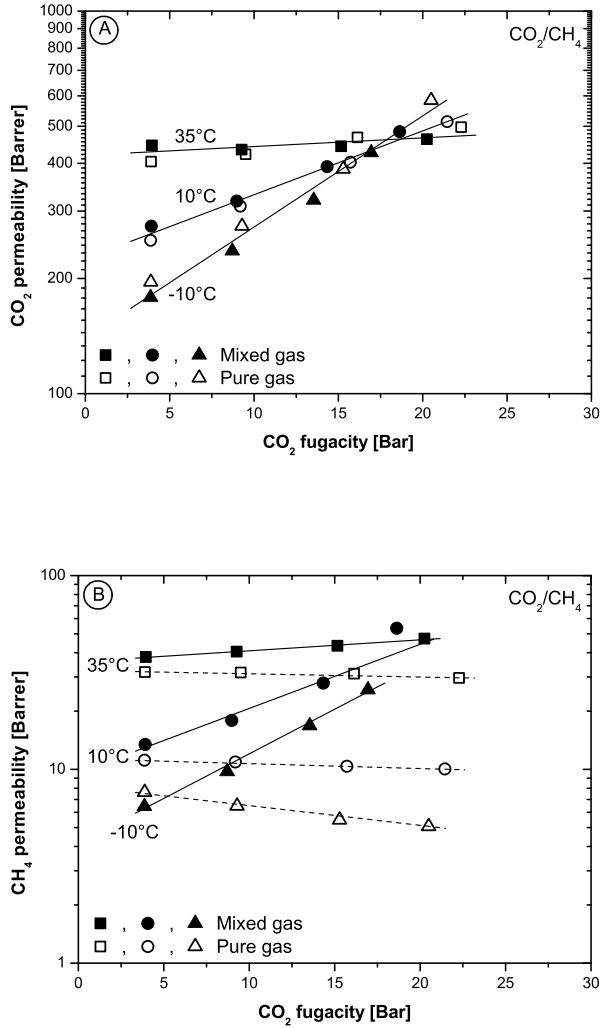 A
CO2/CH4
1000
900
800
700
600
500
400
300
200
100
35°C
10°C
-10°C
■ , ● , ▲ Mixed gas
□ , ○ , △ Pure gas
0 5 10 15 20 25 30
CO2 fugacity [Bar]
CO2 permeability [Barrer]
B
CO2/CH4
100
10
1
35°C
10°C
-10°C
■ , ● , ▲ Mixed gas
□ , ○ , △ Pure gas
0 5 10 15 20 25 30
CO2 fugacity [Bar]
CH4 permeability [Barrer]